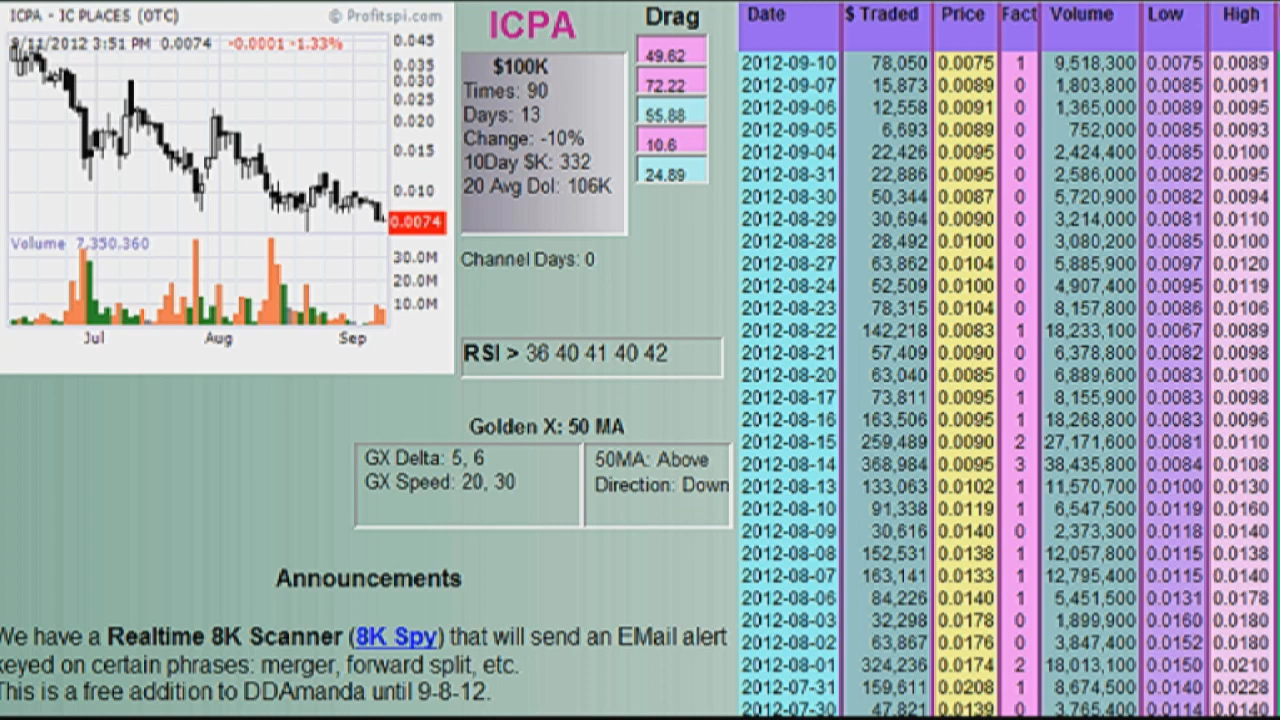 ICPA - IC PLACES (OTC)
© Profitspi.com
9/11/2012 3:51 PM 0.0074 -0.0001 -1.33%
0.045
0.035
0.030
0.025
0.020
0.015
0.010
0.0074
Volume 7,350,360
30.0M
20.0M
10.0M
Jul Aug Sep
ICPA
$100K
Times: 90
Days: 13
Change: -10%
10Day $K: 332
20 Avg Dol: 106K
Drag
49.62
72.22
55.88
10.6
24.89
Channel Days: 0
RSI > 36 40 41 40 42
Golden X: 50 MA
GX Delta: 5, 6
GX Speed: 20, 30
50MA: Above
Direction: Down
Announcements
We have a Realtime 8K Scanner (8K Spy) that will send an EMail alert
keyed on certain phrases: merger, forward split, etc.
This is a free addition to DDAmanda until 9-8-12.
Date $ Traded Price Fact Volume Low High
2012-09-10 78,050 0.0075 1 9,518,300 0.0075 0.0089
2012-09-07 15,873 0.0089 0 1,803,800 0.0085 0.0091
2012-09-06 12,558 0.0091 0 1,365,000 0.0089 0.0095
2012-09-05 6,693 0.0089 0 752,000 0.0085 0.0093
2012-09-04 22,426 0.0095 0 2,424,400 0.0085 0.0100
2012-08-31 22,886 0.0095 0 2,586,000 0.0082 0.0095
2012-08-30 50,344 0.0087 0 5,720,900 0.0082 0.0094
2012-08-29 30,694 0.0090 0 3,214,000 0.0081 0.0110
2012-08-28 28,492 0.0100 0 3,080,200 0.0085 0.0100
2012-08-27 63,862 0.0104 0 5,885,900 0.0097 0.0120
2012-08-24 52,509 0.0100 0 4,907,400 0.0095 0.0119
2012-08-23 78,315 0.0104 0 8,157,800 0.0086 0.0106
2012-08-22 142,218 0.0083 1 18,233,100 0.0067 0.0089
2012-08-21 57,409 0.0090 0 6,378,800 0.0082 0.0098
2012-08-20 63,040 0.0085 0 6,889,600 0.0083 0.0100
2012-08-17 73,811 0.0095 1 8,155,900 0.0083 0.0098
2012-08-16 163,506 0.0095 1 18,268,800 0.0083 0.0096
2012-08-15 259,489 0.0090 2 27,171,600 0.0081 0.0110
2012-08-14 368,984 0.0095 3 38,435,800 0.0084 0.0108
2012-08-13 133,063 0.0102 1 11,570,700 0.0100 0.0130
2012-08-10 91,338 0.0119 1 6,547,500 0.0119 0.0160
2012-08-09 30,616 0.0140 0 2,373,300 0.0118 0.0140
2012-08-08 152,531 0.0138 1 12,057,800 0.0115 0.0138
2012-08-07 163,141 0.0133 1 12,795,400 0.0115 0.0140
2012-08-06 84,226 0.0140 1 5,451,500 0.0131 0.0178
2012-08-03 32,298 0.0178 0 1,899,900 0.0160 0.0180
2012-08-02 63,867 0.0176 0 3,847,400 0.0152 0.0180
2012-08-01 324,236 0.0174 2 18,013,100 0.0150 0.0210
2012-07-31 159,611 0.0208 1 8,674,500 0.0140 0.0228
2012-07-30 47,821 0.0139 0 3,765,400 0.0114 0.0140